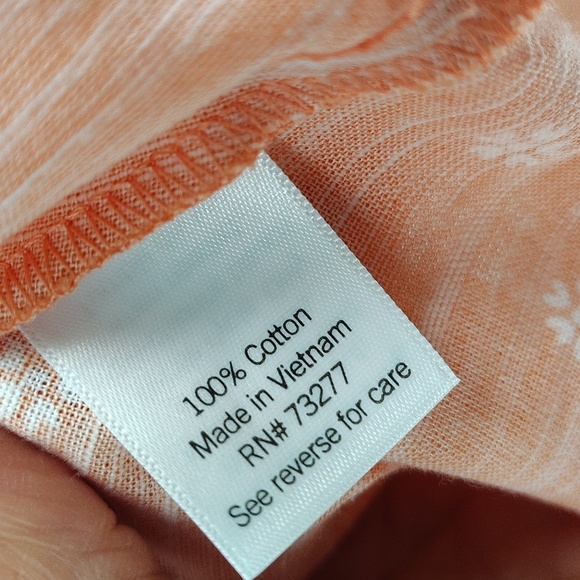 100% Cotton
Made in Vietnam
RN# 73277
See reverse for care